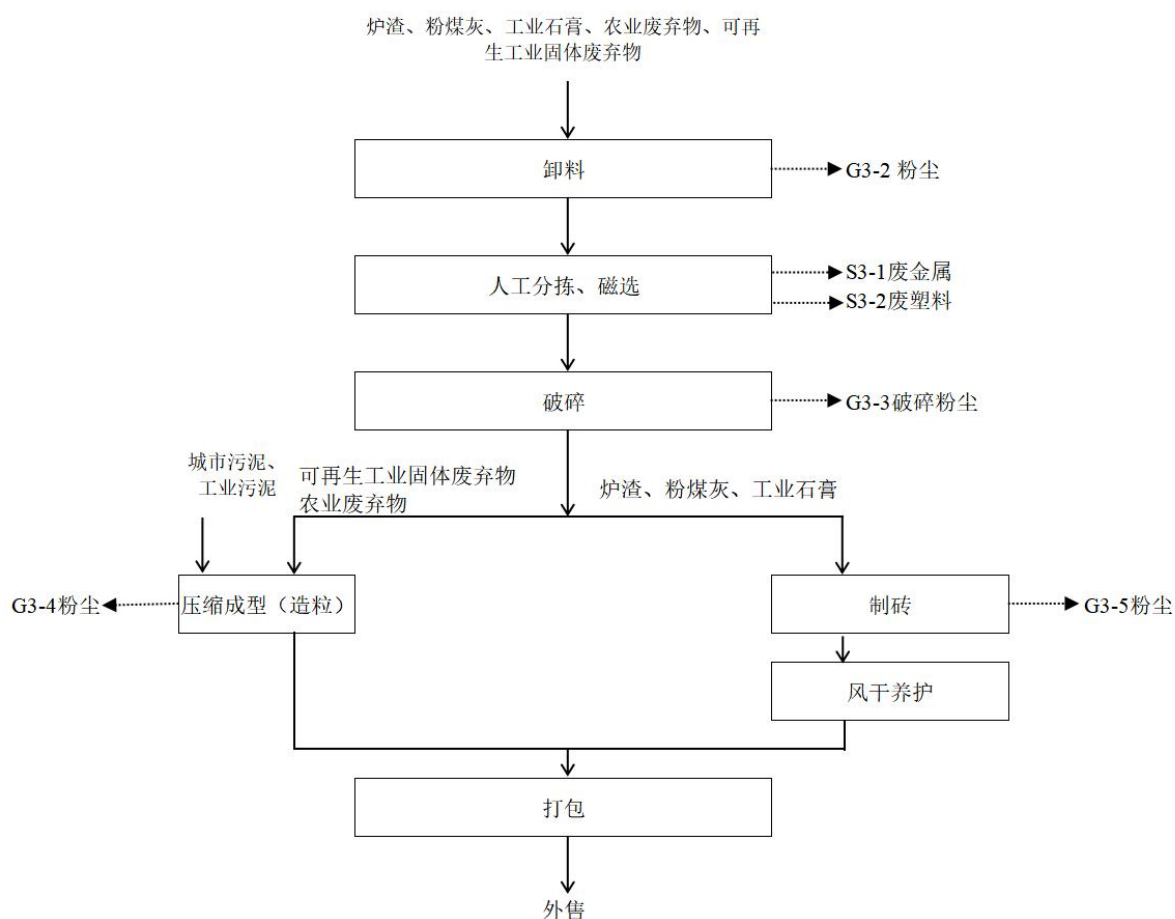 炉渣、粉煤灰、工业石膏、农业废弃物、可再
生工业固体废弃物
卸料
G3-2 粉尘
人工分拣、磁选
S3-1废金属
S3-2废塑料
破碎
G3-3破碎粉尘
城市污泥、
工业污泥
可再生工业固体废弃物
农业废弃物
炉渣、粉煤灰、工业石膏
G3-4粉尘
压缩成型（造粒）
制砖
G3-5粉尘
风干养护
打包
外售